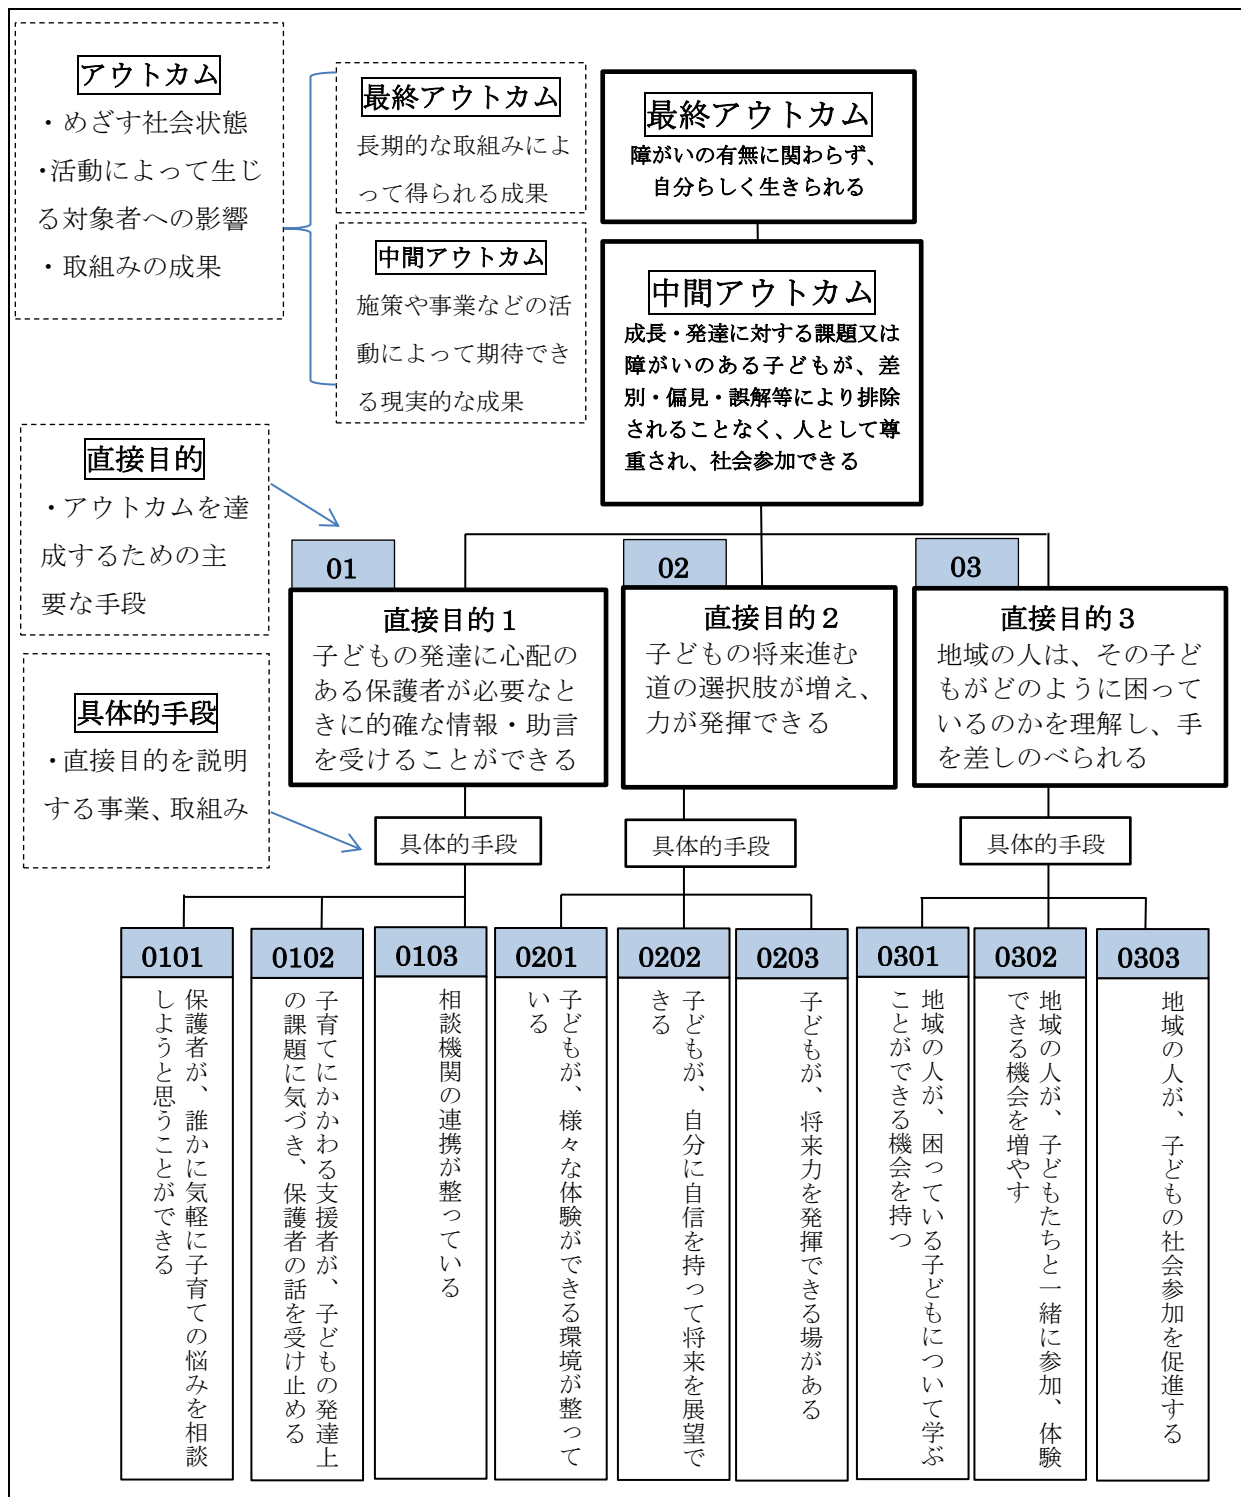 アウトカム
・めざす社会状態
・活動によって生じ
る対象者への影響
・取組みの成果
最終アウトカム
長期的な取組みによ
って得られる成果
中間アウトカム
施策や事業などの活
動によって期待でき
る現実的な成果
最終アウトカム
障がいの有無に関わらず、
自分らしく生きられる
中間アウトカム
成長・発達に対する課題又は
障がいのある子どもが、差
別・偏見・誤解等により排除
されることなく、人として尊
重され、社会参加できる
直接目的
・アウトカムを達
成するための主
要な手段
具体的手段
・直接目的を説明
する事業、取組み
01
直接目的１
子どもの発達に心配の
ある保護者が必要なと
きに的確な情報・助言
を受けることができる
02
直接目的２
子どもの将来進む
道の選択肢が増え、
力が発揮できる
03
直接目的３
地域の人は、その子ど
もがどのように困って
いるのかを理解し、手
を差しのべられる
具体的手段
具体的手段
具体的手段
0101
保護者が、誰かに気軽に子育ての悩みを相談
しようと思うことができる
0102
子育てにかかわる支援者が、子どもの発達上
の課題に気づき、保護者の話を受け止める
0103
相談機関の連携が整っている
0201
子どもが、様々な体験ができる環境が整って
いる
0202
子どもが、自分に自信を持って将来を展望で
きる
0203
子どもが、将来力を発揮できる場がある
0301
地域の人が、困っている子どもについて学ぶ
ことができる機会を持つ
0302
地域の人が、子どもたちと一緒に参加、体験
できる機会を増やす
0303
地域の人が、子どもの社会参加を促進する